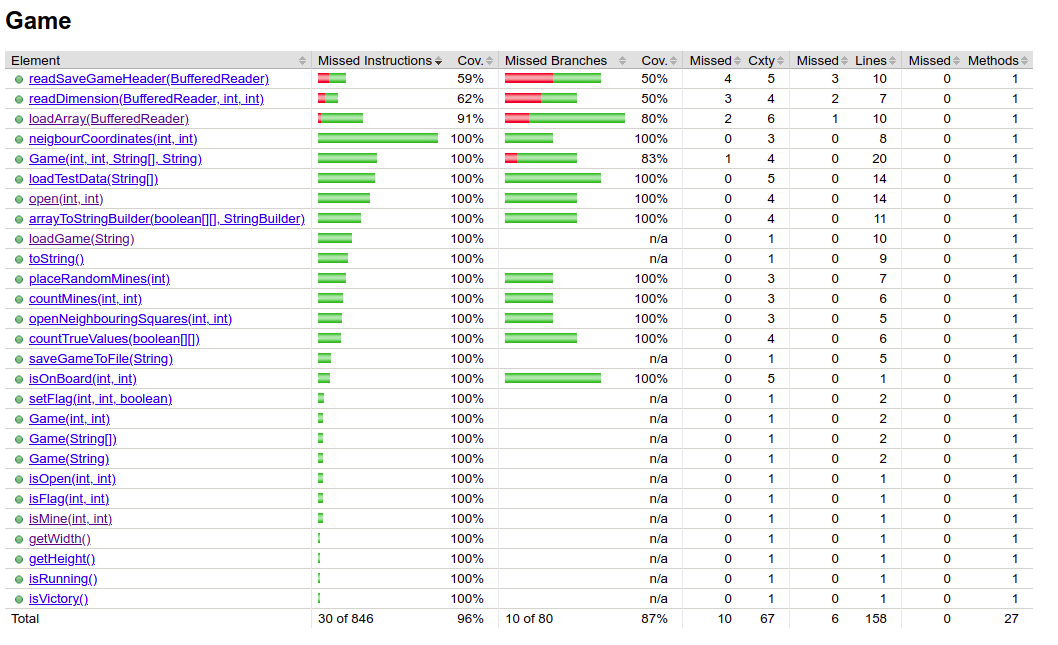 Game
Element Missed Instructions Cov. Missed Branches Cov. Missed Cxty Missed Lines Missed Methods
readSaveGameHeader(BufferedReader) 59% 50% 4 5 3 10 0 1
readDimension(BufferedReader, int, int) 62% 50% 3 4 2 7 0 1
loadArray(BufferedReader) 91% 80% 2 6 1 10 0 1
neigbourCoordinates(int, int) 100% 100% 0 3 0 8 0 1
Game(int, int, String[], String) 100% 83% 1 4 0 20 0 1
loadTestData(String[]) 100% 100% 0 5 0 14 0 1
open(int, int) 100% 100% 0 4 0 14 0 1
arrayToStringBuilder(boolean[][], StringBuilder) 100% 100% 0 4 0 11 0 1
loadGame(String) 100% n/a 0 1 0 10 0 1
toString() 100% n/a 0 1 0 9 0 1
placeRandomMines(int) 100% 100% 0 3 0 7 0 1
countMines(int, int) 100% 100% 0 3 0 6 0 1
openNeighbouringSquares(int, int) 100% 100% 0 3 0 5 0 1
countTrueValues(boolean[][]) 100% 100% 0 4 0 6 0 1
saveGameToFile(String) 100% n/a 0 1 0 5 0 1
isOnBoard(int, int) 100% 100% 0 5 0 1 0 1
setFlag(int, int, boolean) 100% n/a 0 1 0 2 0 1
Game(int, int) 100% n/a 0 1 0 2 0 1
Game(String[]) 100% n/a 0 1 0 2 0 1
Game(String) 100% n/a 0 1 0 2 0 1
isOpen(int, int) 100% n/a 0 1 0 1 0 1
isFlag(int, int) 100% n/a 0 1 0 1 0 1
isMine(int, int) 100% n/a 0 1 0 1 0 1
getWidth() 100% n/a 0 1 0 1 0 1
getHeight() 100% n/a 0 1 0 1 0 1
isRunning() 100% n/a 0 1 0 1 0 1
isVictory() 100% n/a 0 1 0 1 0 1
Total 30 of 846 96% 10 of 80 87% 10 67 6 158 0 27